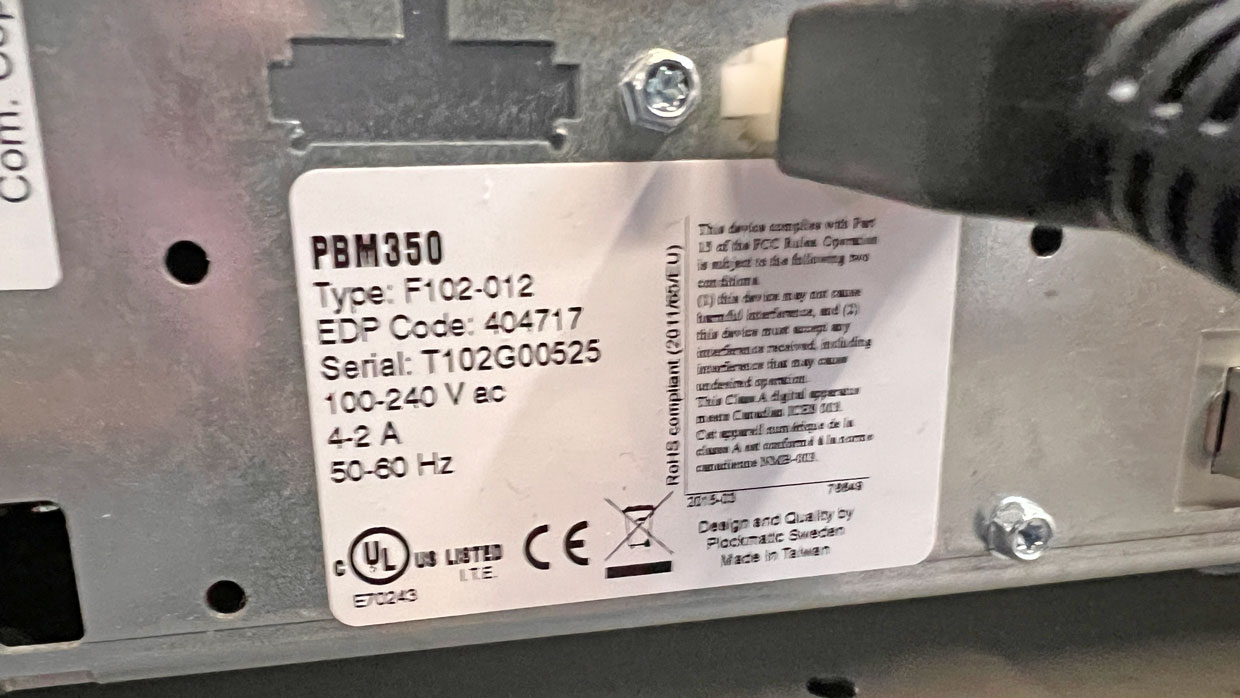 Com. Cop
PBM350
Type: F102-012
EDP Code: 404717
Serial: T102G00525
100-240 V ac
4-2 A
50-60 Hz
C UL US LISTED
I.T.E.
E70243
CE
RoHS compliant (2011/65/EU)
This device complies with Part
15 of the FCC Rules. Operation
is subject to the following two
conditions.
(1) this device may not cause
harmful interference, and (2)
this device must accept any
interference received, including
interference that may cause
undesired operation.
This Class A digital apparatus
meets Canadian ICES 003.
Cet appareil numérique de la
classe A est conforme à la norme
canadienne NMB-003.
2015-03 78849
Design and Quality by
Plockmatic Sweden
Made in Taiwan